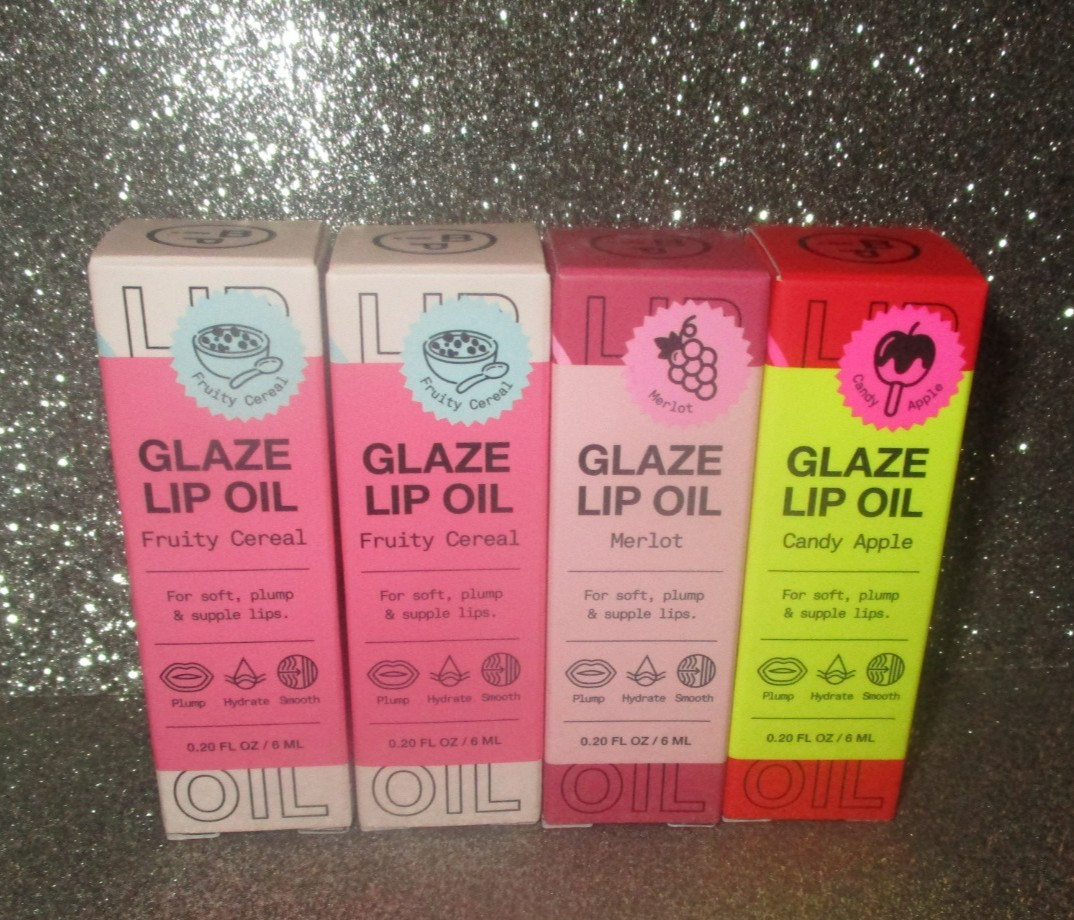 LIP
Fruity Cereal
GLAZE
LIP OIL
Fruity Cereal
For soft, plump
& supple lips.
Plump Hydrate Smooth
0.20 FL OZ / 6 ML
OIL
LIP
Fruity Cereal
GLAZE
LIP OIL
Fruity Cereal
For soft, plump
& supple lips.
Plump Hydrate Smooth
0.20 FL OZ / 6 ML
OIL
LIP
Merlot
GLAZE
LIP OIL
Merlot
For soft, plump
& supple lips.
Plump Hydrate Smooth
0.20 FL OZ / 6 ML
OIL
LIP
Candy Apple
GLAZE
LIP OIL
Candy Apple
For soft, plump
& supple lips.
Plump Hydrate Smooth
0.20 FL OZ / 6 ML
OIL